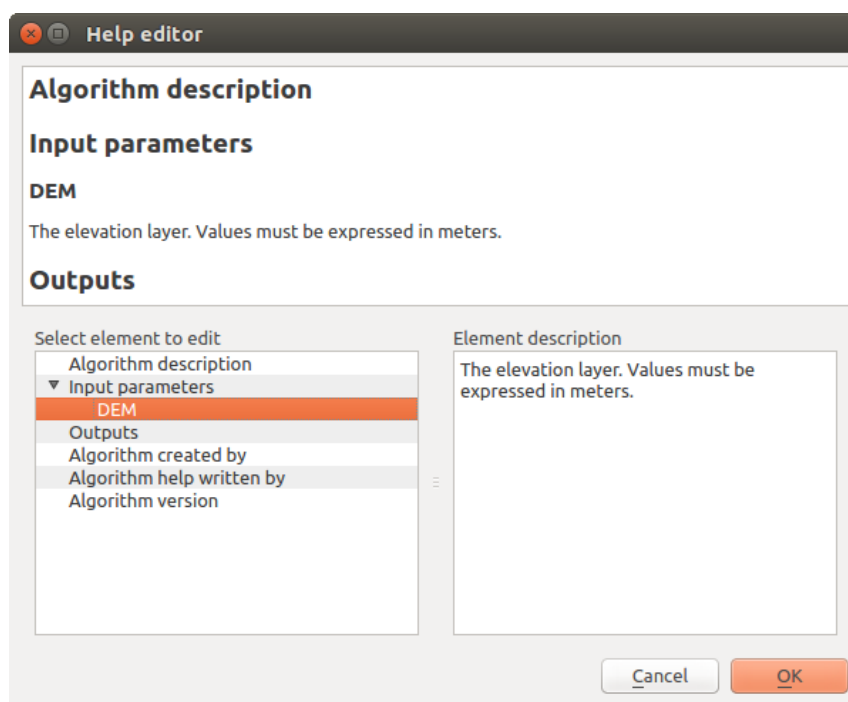 Help editor
Algorithm description
Input parameters
DEM
The elevation layer. Values must be expressed in meters.
Outputs
Select element to edit
Algorithm description
Input parameters
DEM
Outputs
Algorithm created by
Algorithm help written by
Algorithm version
Element description
The elevation layer. Values must be
expressed in meters.
Cancel
OK